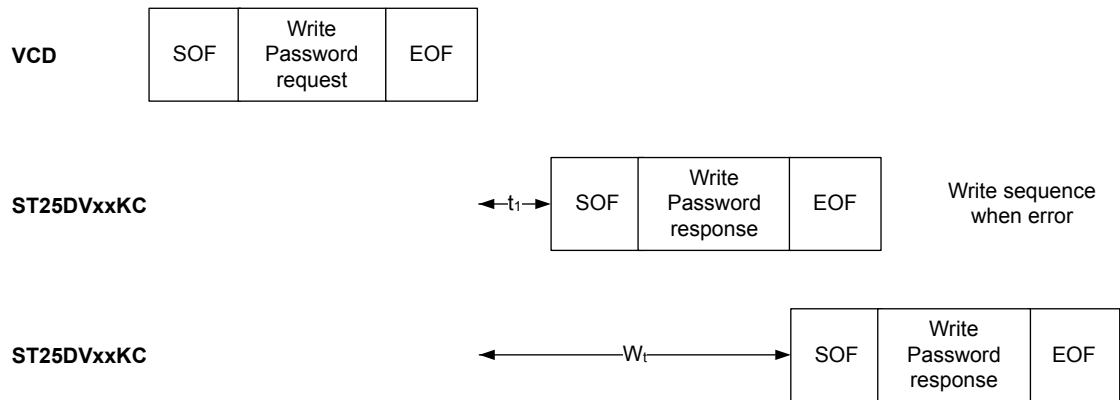 VCD
SOF
Write
Password
request
EOF
ST25DVxxKC
t1
SOF
Write
Password
response
EOF
Write sequence
when error
ST25DVxxKC
Wt
SOF
Write
Password
response
EOF